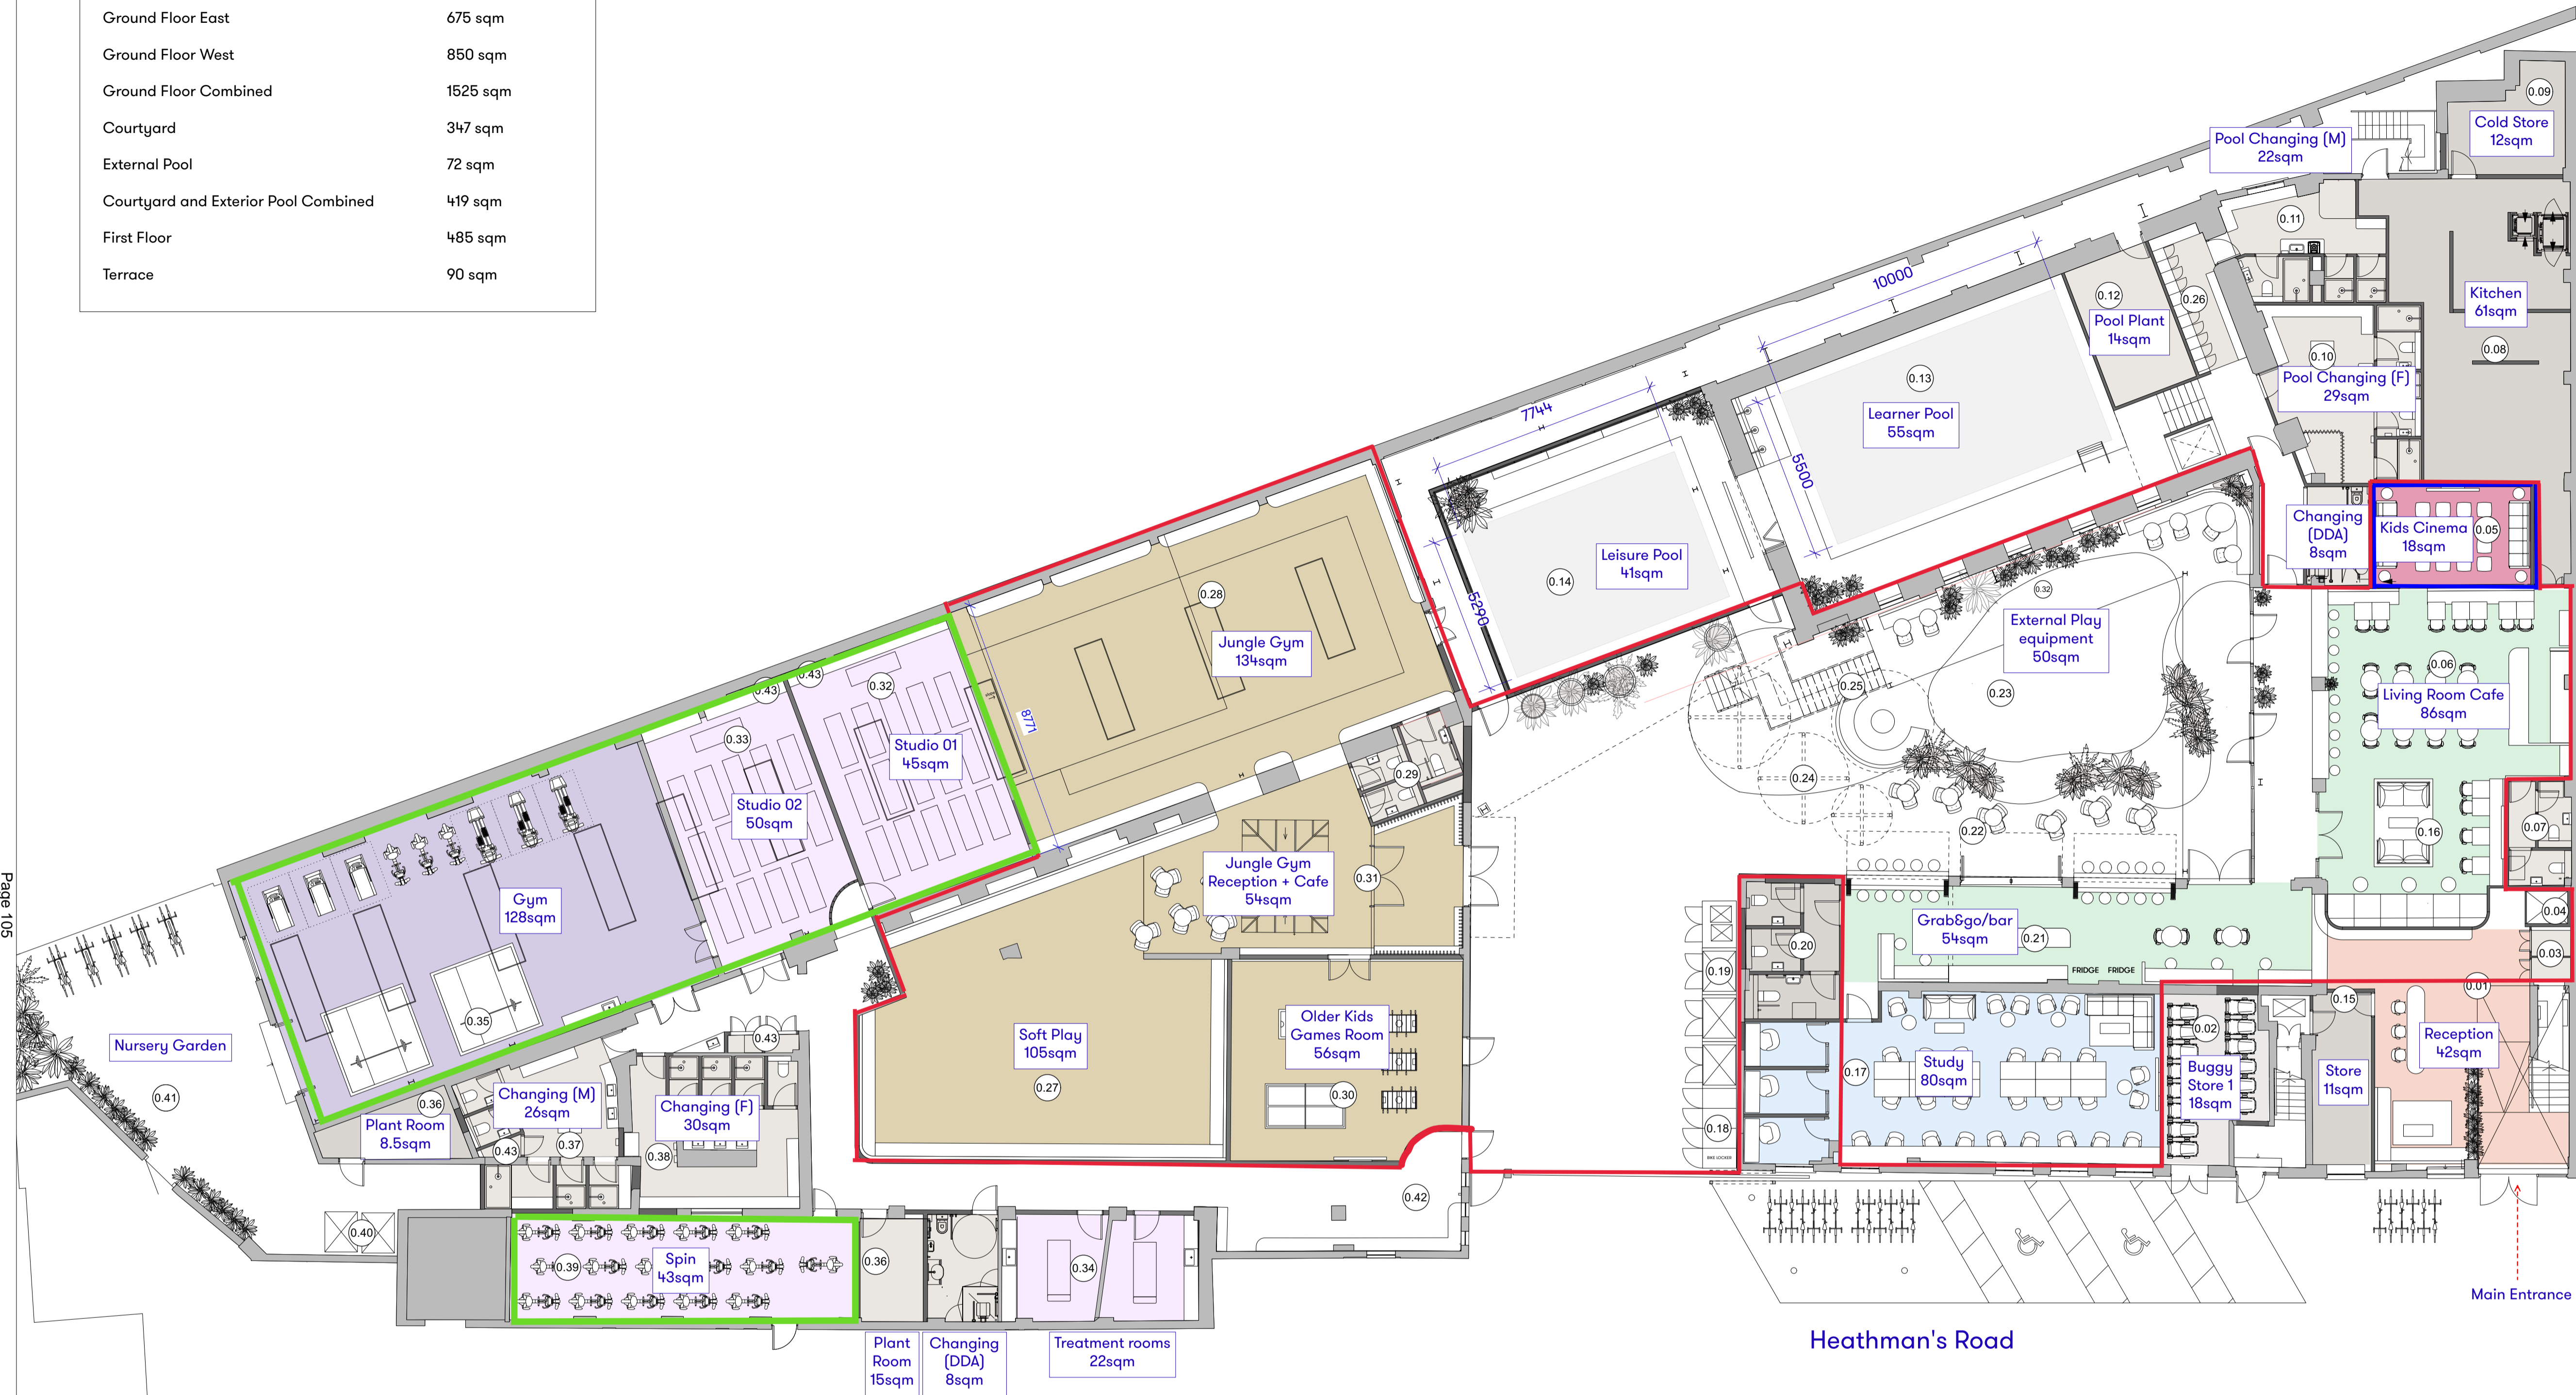 Ground Floor East 675 sqm
Ground Floor West 850 sqm
Ground Floor Combined 1525 sqm
Courtyard 347 sqm
External Pool 72 sqm
Courtyard and Exterior Pool Combined 419 sqm
First Floor 485 sqm
Terrace 90 sqm
0.09
Cold Store
12sqm
Pool Changing (M)
22sqm
0.11
Kitchen
61sqm
0.08
10000
0.12
Pool Plant
14sqm
0.26
0.10
Pool Changing (F)
29sqm
0.13
Learner Pool
55sqm
5500
7744
Leisure Pool
41sqm
0.14
5290
Changing
(DDA)
8sqm
Kids Cinema
18sqm
0.05
0.32
External Play
equipment
50sqm
0.23
0.25
0.24
0.22
0.06
Living Room Cafe
86sqm
0.16
0.07
0.04
0.03
0.28
Jungle Gym
134sqm
8771
0.43
0.43
0.32
Studio 01
45sqm
0.33
Studio 02
50sqm
Gym
128sqm
0.35
0.29
Jungle Gym
Reception + Cafe
54sqm
0.31
Grab&go/bar
54sqm
0.21
FRIDGE FRIDGE
0.20
0.19
0.18
BIKE LOCKER
0.17
Study
80sqm
0.02
Buggy
Store 1
18sqm
0.15
Store
11sqm
0.01
Reception
42sqm
Soft Play
105sqm
0.27
Older Kids
Games Room
56sqm
0.30
Nursery Garden
0.41
0.36
Plant Room
8.5sqm
Changing (M)
26sqm
0.43
0.37
0.43
Changing (F)
30sqm
0.38
0.42
0.40
0.39
Spin
43sqm
0.36
0.34
Plant
Room
15sqm
Changing
(DDA)
8sqm
Treatment rooms
22sqm
Main Entrance
Heathman's Road
Page 105